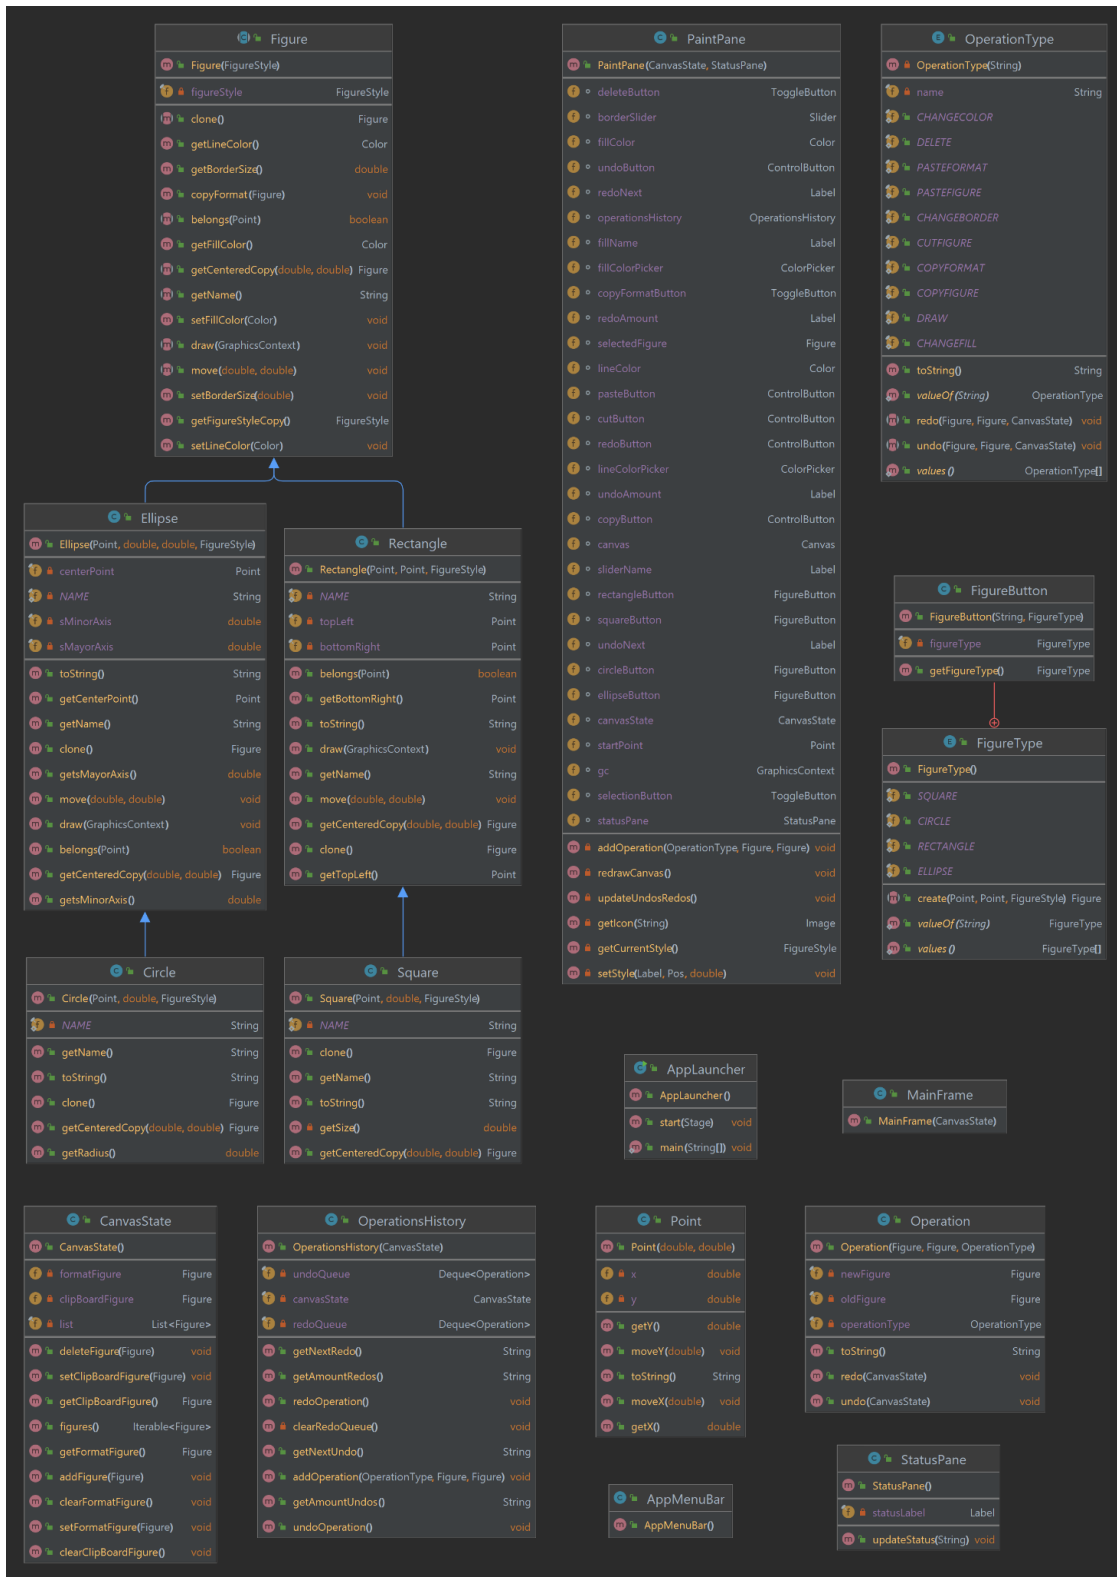 Figure
Figure(FigureStyle)
figureStyle FigureStyle
clone() Figure
getLineColor() Color
getBorderSize() double
copyFormat(Figure) void
belongs(Point) boolean
getFillColor() Color
getCenteredCopy(double, double) Figure
getName() String
setFillColor(Color) void
draw(GraphicsContext) void
move(double, double) void
setBorderSize(double) void
getFigureStyleCopy() FigureStyle
setLineColor(Color) void
Ellipse
Ellipse(Point, double, double, FigureStyle)
centerPoint Point
NAME String
sMinorAxis double
sMayorAxis double
toString() String
getCenterPoint() Point
getName() String
clone() Figure
getsMayorAxis() double
move(double, double) void
draw(GraphicsContext) void
belongs(Point) boolean
getCenteredCopy(double, double) Figure
getsMinorAxis() double
Rectangle
Rectangle(Point, Point, FigureStyle)
NAME String
topLeft Point
bottomRight Point
belongs(Point) boolean
getBottomRight() Point
toString() String
draw(GraphicsContext) void
getName() String
move(double, double) void
getCenteredCopy(double, double) Figure
clone() Figure
getTopLeft() Point
Circle
Circle(Point, double, FigureStyle)
NAME String
getName() String
toString() String
clone() Figure
getCenteredCopy(double, double) Figure
getRadius() double
Square
Square(Point, double, FigureStyle)
NAME String
clone() Figure
getName() String
toString() String
getSize() double
getCenteredCopy(double, double) Figure
PaintPane
PaintPane(CanvasState, StatusPane)
deleteButton ToggleButton
borderSlider Slider
fillColor Color
undoButton ControlButton
redoNext Label
operationsHistory OperationsHistory
fillName Label
fillColorPicker ColorPicker
copyFormatButton ToggleButton
redoAmount Label
selectedFigure Figure
lineColor Color
pasteButton ControlButton
cutButton ControlButton
redoButton ControlButton
lineColorPicker ColorPicker
undoAmount Label
copyButton ControlButton
canvas Canvas
sliderName Label
rectangleButton FigureButton
squareButton FigureButton
undoNext Label
circleButton FigureButton
ellipseButton FigureButton
canvasState CanvasState
startPoint Point
gc GraphicsContext
selectionButton ToggleButton
statusPane StatusPane
addOperation(OperationType, Figure, Figure) void
redrawCanvas() void
updateUndosRedos() void
getIcon(String) Image
getCurrentStyle() FigureStyle
setStyle(Label, Pos, double) void
OperationType
OperationType(String)
name String
CHANGECOLOR
DELETE
PASTEFORMAT
PASTEFIGURE
CHANGEBORDER
CUTFIGURE
COPYFORMAT
COPYFIGURE
DRAW
CHANGEFILL
toString() String
valueOf(String) OperationType
redo(Figure, Figure, CanvasState) void
undo(Figure, Figure, CanvasState) void
values() OperationType[]
FigureButton
FigureButton(String, FigureType)
figureType FigureType
getFigureType() FigureType
FigureType
FigureType()
SQUARE
CIRCLE
RECTANGLE
ELLIPSE
create(Point, Point, FigureStyle) Figure
valueOf(String) FigureType
values() FigureType[]
AppLauncher
AppLauncher()
start(Stage) void
main(String[]) void
MainFrame
MainFrame(CanvasState)
CanvasState
CanvasState()
formatFigure Figure
clipBoardFigure Figure
list List<Figure>
deleteFigure(Figure) void
setClipBoardFigure(Figure) void
getClipBoardFigure() Figure
figures() Iterable<Figure>
getFormatFigure() Figure
addFigure(Figure) void
clearFormatFigure() void
setFormatFigure(Figure) void
clearClipBoardFigure() void
OperationsHistory
OperationsHistory(CanvasState)
undoQueue Deque<Operation>
canvasState CanvasState
redoQueue Deque<Operation>
getNextRedo() String
getAmountRedos() String
redoOperation() void
clearRedoQueue() void
getNextUndo() String
addOperation(OperationType, Figure, Figure) void
getAmountUndos() String
undoOperation() void
Point
Point(double, double)
x double
y double
getY() double
moveY(double) void
toString() String
moveX(double) void
getX() double
Operation
Operation(Figure, Figure, OperationType)
newFigure Figure
oldFigure Figure
operationType OperationType
toString() String
redo(CanvasState) void
undo(CanvasState) void
AppMenuBar
AppMenuBar()
StatusPane
StatusPane()
statusLabel Label
updateStatus(String) void